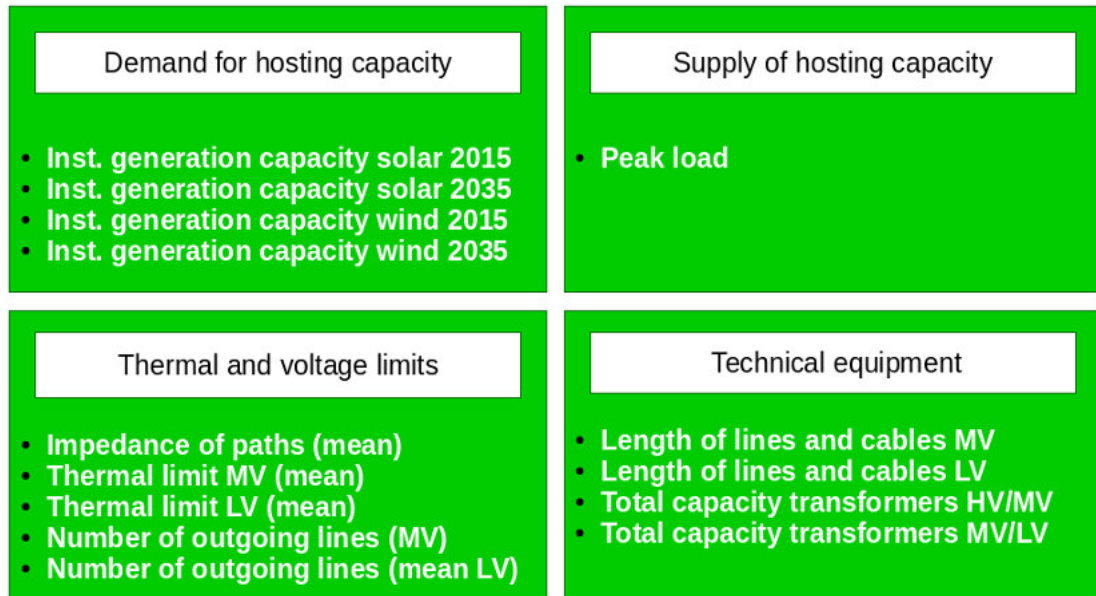 Demand for hosting capacity
• Inst. generation capacity solar 2015
• Inst. generation capacity solar 2035
• Inst. generation capacity wind 2015
• Inst. generation capacity wind 2035
Supply of hosting capacity
• Peak load
Thermal and voltage limits
• Impedance of paths (mean)
• Thermal limit MV (mean)
• Thermal limit LV (mean)
• Number of outgoing lines (MV)
• Number of outgoing lines (mean LV)
Technical equipment
• Length of lines and cables MV
• Length of lines and cables LV
• Total capacity transformers HV/MV
• Total capacity transformers MV/LV